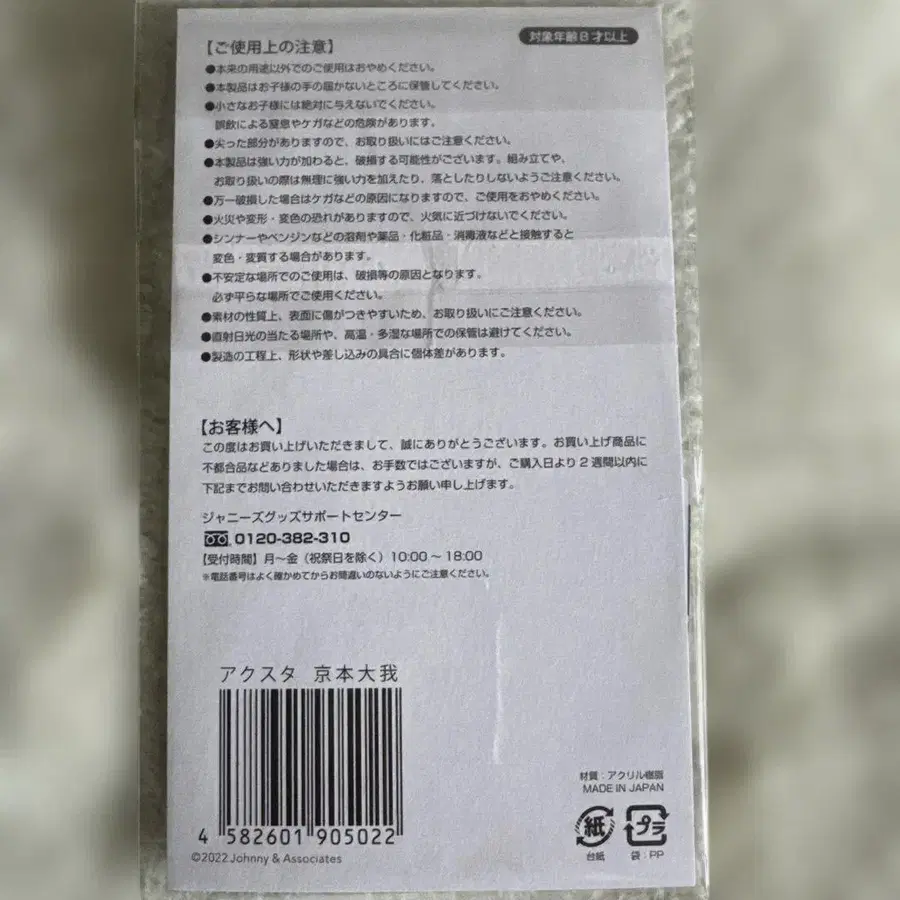 【ご使用上の注意】
対象年齢8才以上
●本来の用途以外でのご使用はおやめください。
●本製品はお子様の手の届かないところに保管してください。
●小さなお子様には絶対に与えないでください。
誤飲による窒息やケガなどの危険があります。
●尖った部分がありますので、お取り扱いにはご注意ください。
●本製品は強い力が加わると、破損する可能性がございます。組み立てや、
お取り扱いの際は無理に強い力を加えたり、落としたりしないようご注意ください。
●万一破損した場合はケガなどの原因になりますので、ご使用をおやめください。
●火災や変形・変色の恐れがありますので、火気に近づけないでください。
●シンナーやベンジンなどの溶剤や薬品・化粧品・消毒液などと接触すると
変色・変質する場合があります。
●不安定な場所でのご使用は、破損等の原因となります。
必ず平らな場所でご使用ください。
●素材の性質上、表面に傷がつきやすいため、お取り扱いにご注意ください。
●直射日光の当たる場所や、高温・多湿な場所での保管は避けてください。
●製造の工程上、形状や差し込みの具合に個体差があります。
【お客様へ】
この度はお買い上げいただきまして、誠にありがとうございます。お買い上げ商品に
不都合品などありました場合は、お手数ではございますが、ご購入日より2週間以内に
下記までお問い合わせいただきますようお願い申し上げます。
ジャニーズグッズサポートセンター
0120-382-310
【受付時間】月〜金（祝祭日を除く）10:00〜18:00
※電話番号はよく確かめてからお間違いのないようにご注意ください。
アクスタ 京本大我
4 582601 905022
©2022 Johnny & Associates
材質：アクリル樹脂
MADE IN JAPAN
紙 プラ
台紙 袋：PP